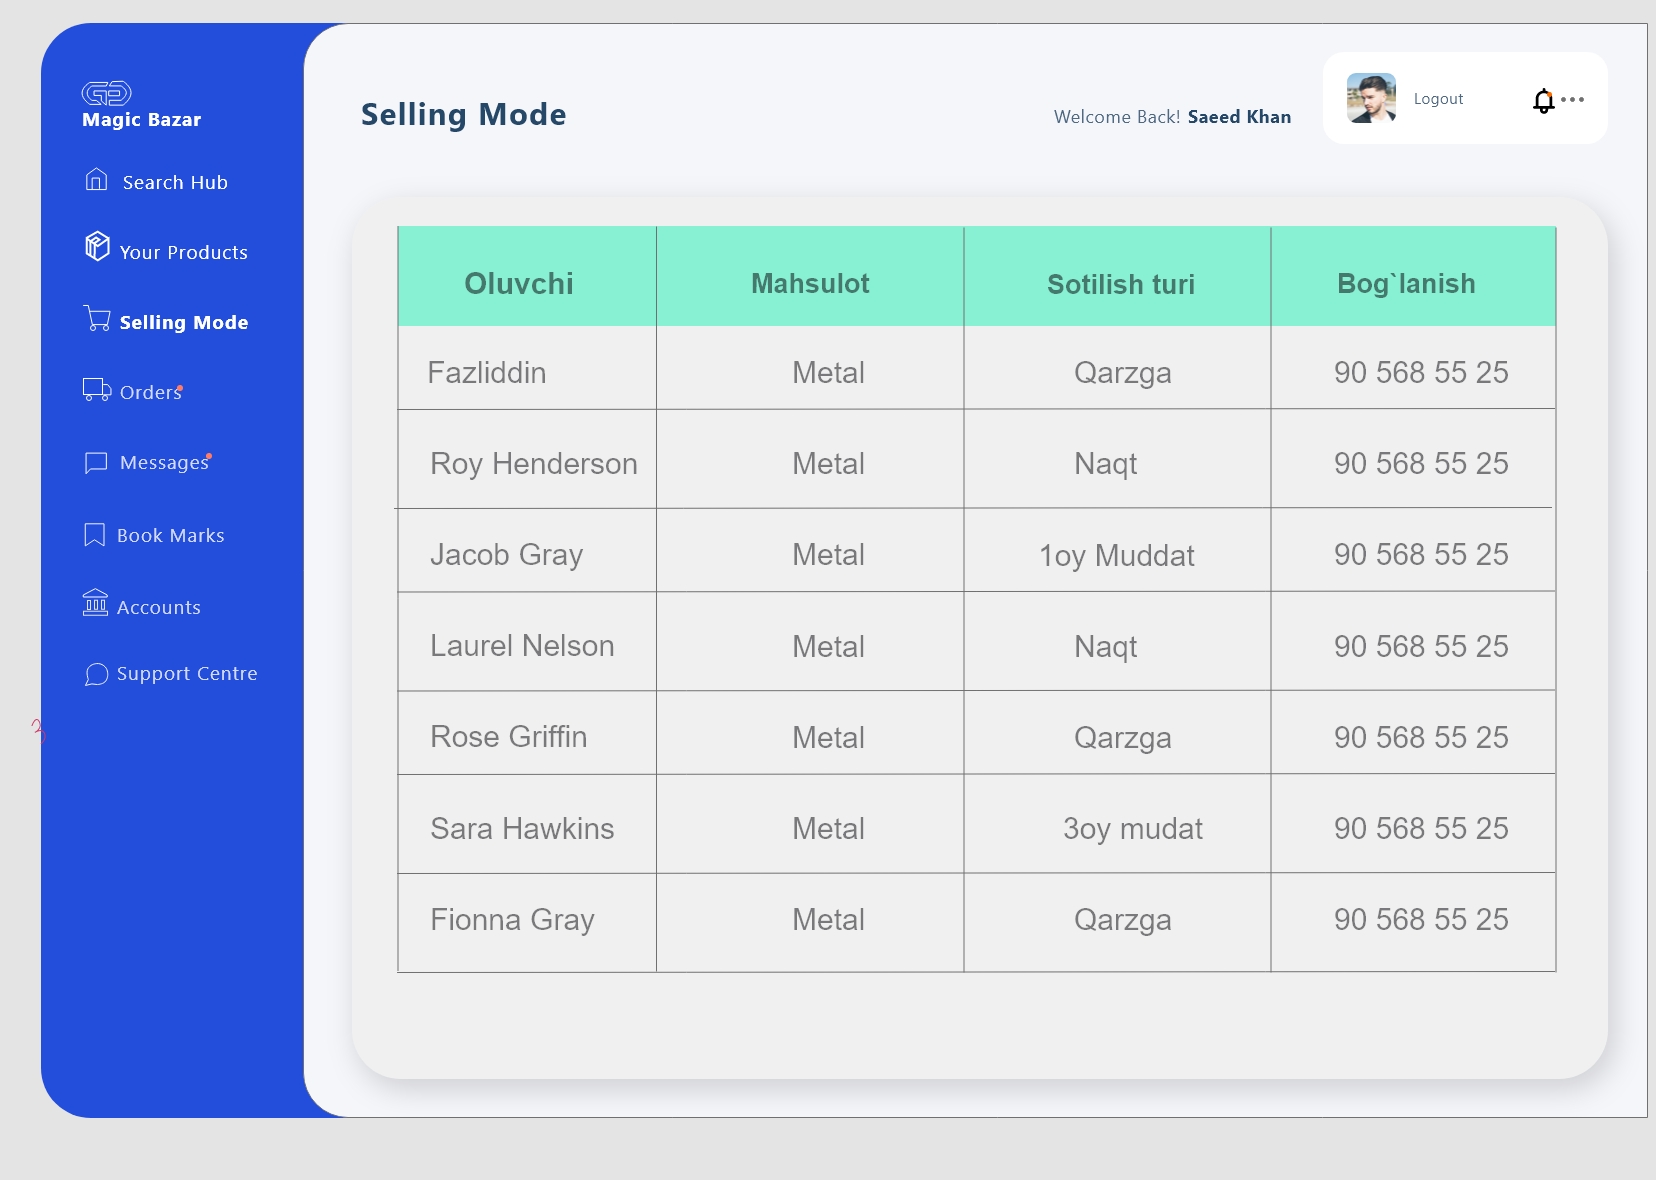 Magic Bazar
Search Hub
Your Products
Selling Mode
Orders
Messages
Book Marks
Accounts
Support Centre
Selling Mode
Welcome Back! Saeed Khan
Logout
Oluvchi Mahsulot Sotilish turi Bog`lanish
Fazliddin Metal Qarzga 90 568 55 25
Roy Henderson Metal Naqt 90 568 55 25
Jacob Gray Metal 1oy Muddat 90 568 55 25
Laurel Nelson Metal Naqt 90 568 55 25
Rose Griffin Metal Qarzga 90 568 55 25
Sara Hawkins Metal 3oy mudat 90 568 55 25
Fionna Gray Metal Qarzga 90 568 55 25